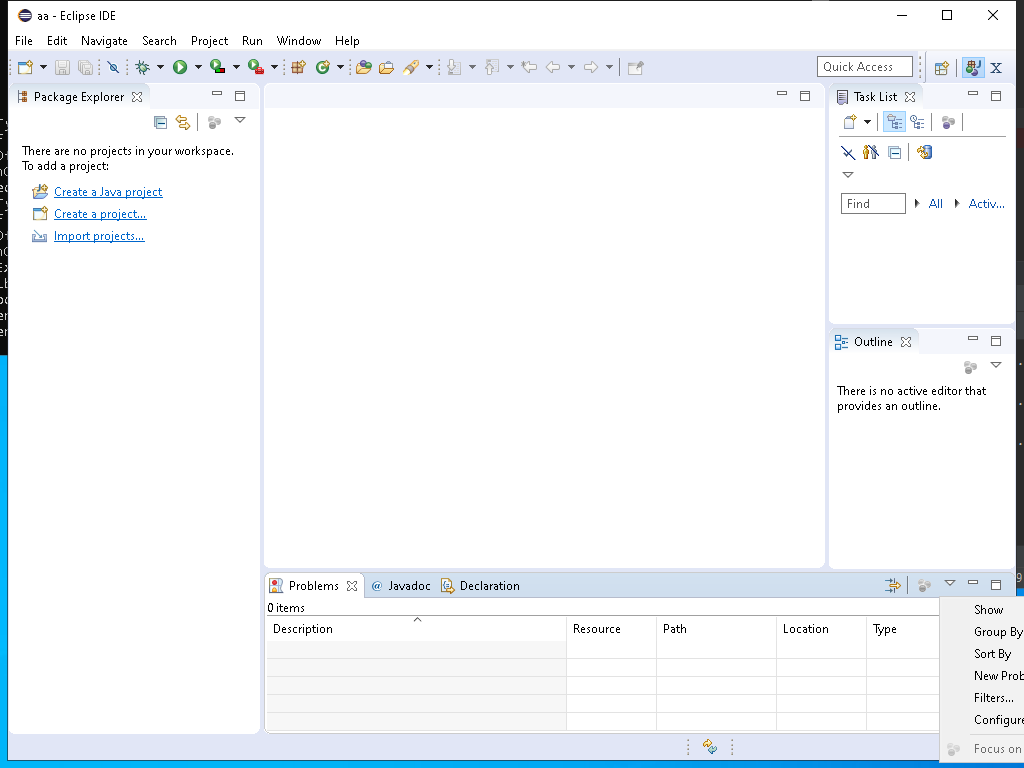 aa - Eclipse IDE
File Edit Navigate Search Project Run Window Help
Quick Access
Package Explorer
There are no projects in your workspace.
To add a project:
Create a Java project
Create a project...
Import projects...
Task List
Find All Activ...
Outline
There is no active editor that
provides an outline.
Problems @ Javadoc Declaration
0 items
Description Resource Path Location Type
Show
Group By
Sort By
New Prob
Filters...
Configure
Focus on